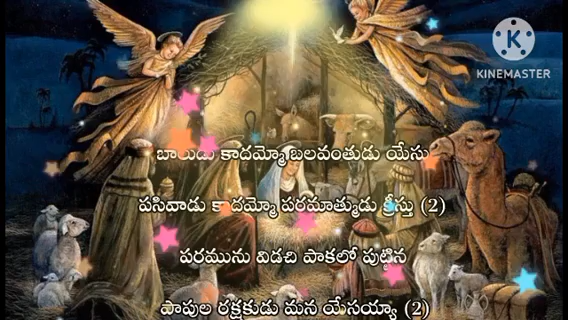 KINEMASTER
బాలుడు కాదమ్మో బలవంతుడు యేసు
పసివాడు కాదమ్మో పరమాత్ముడు క్రీస్తు (2)
పరమును విడచి పాకలో పుట్టిన
పాపుల రక్షకుడు మన యేసయ్యా (2)